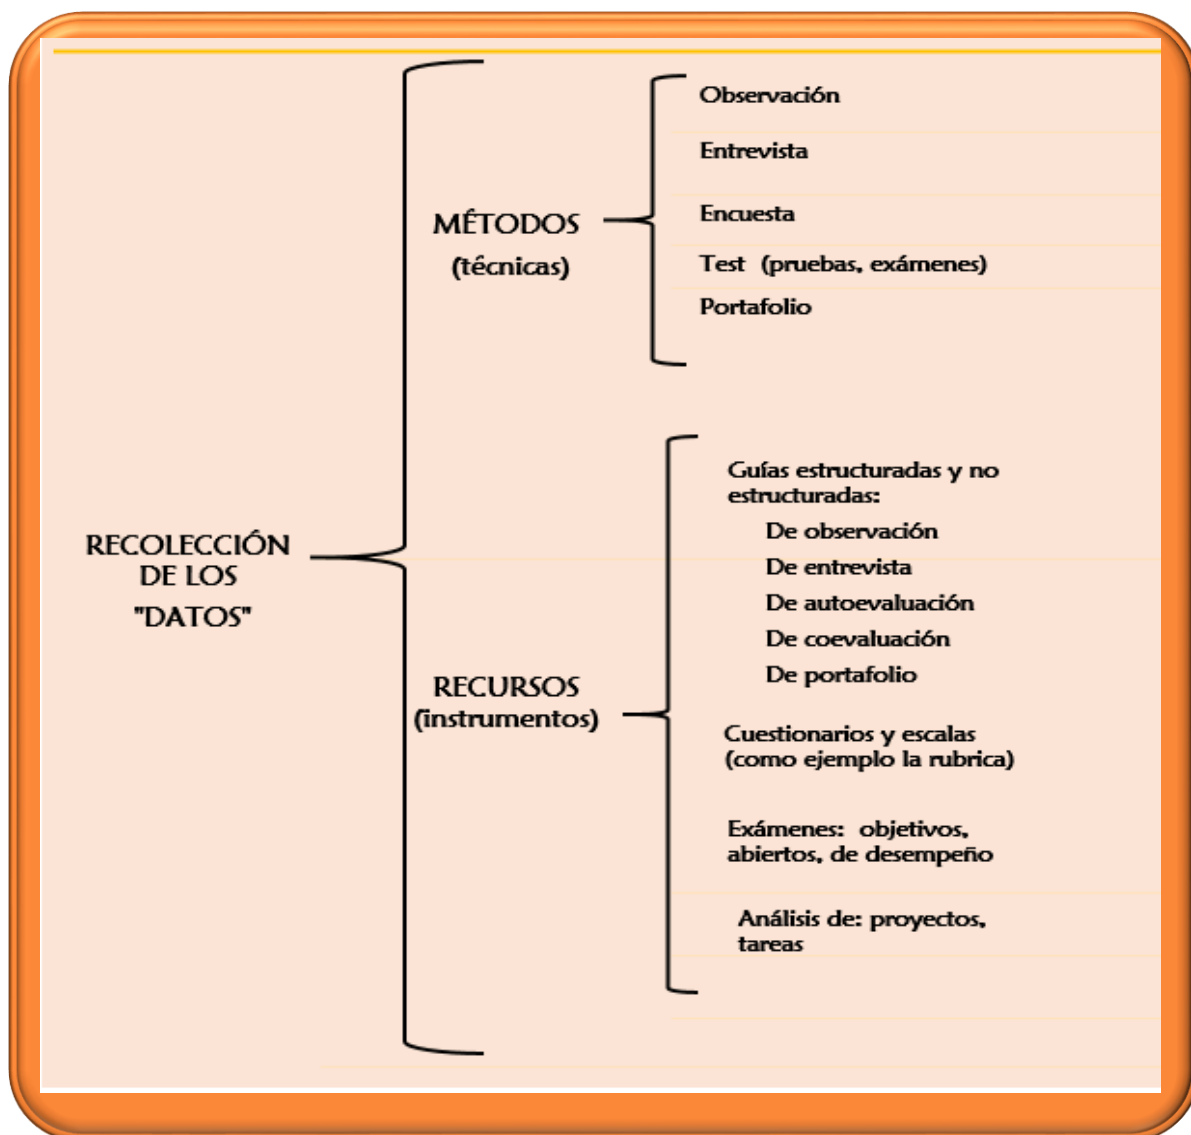 RECOLECCIÓN
DE LOS
"DATOS"
MÉTODOS
(técnicas)
Observación
Entrevista
Encuesta
Test (pruebas, exámenes)
Portafolio
RECURSOS
(instrumentos)
Guías estructuradas y no
estructuradas:
De observación
De entrevista
De autoevaluación
De coevaluación
De portafolio
Cuestionarios y escalas
(como ejemplo la rubrica)
Exámenes: objetivos,
abiertos, de desempeño
Análisis de: proyectos,
tareas